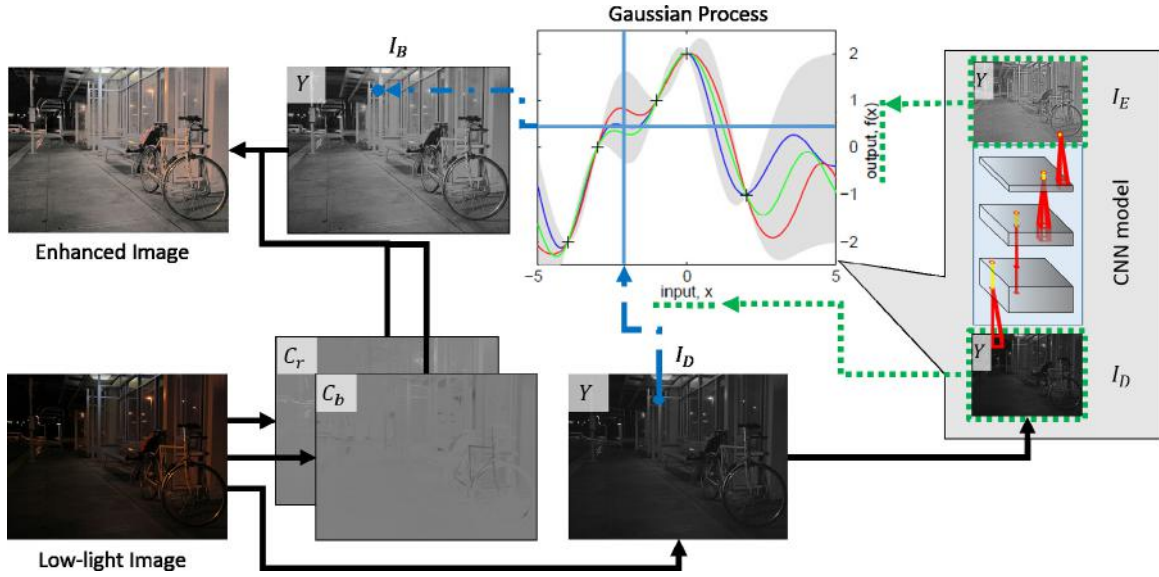 Gaussian Process
I_B
Y
Enhanced Image
2
1
0
-1
-2
output, f(x)
-5
0
5
input, x
Y
I_E
CNN model
Y
I_D
C_r
C_b
I_D
Y
Low-light Image